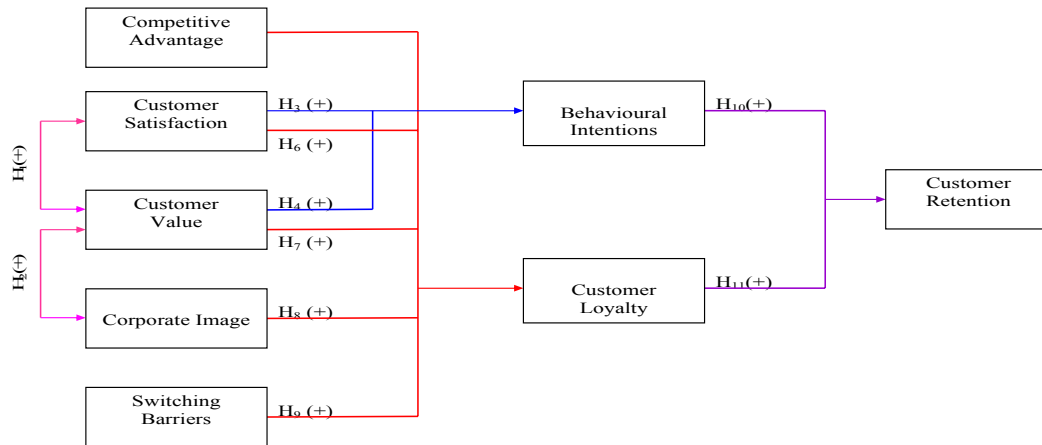 Competitive
Advantage
Customer
Satisfaction
H3 (+)
H6 (+)
H1(+)
Customer
Value
H4 (+)
H7 (+)
H2(+)
Corporate Image
H8 (+)
Switching
Barriers
H9 (+)
Behavioural
Intentions
H10(+)
Customer
Loyalty
H11(+)
Customer
Retention